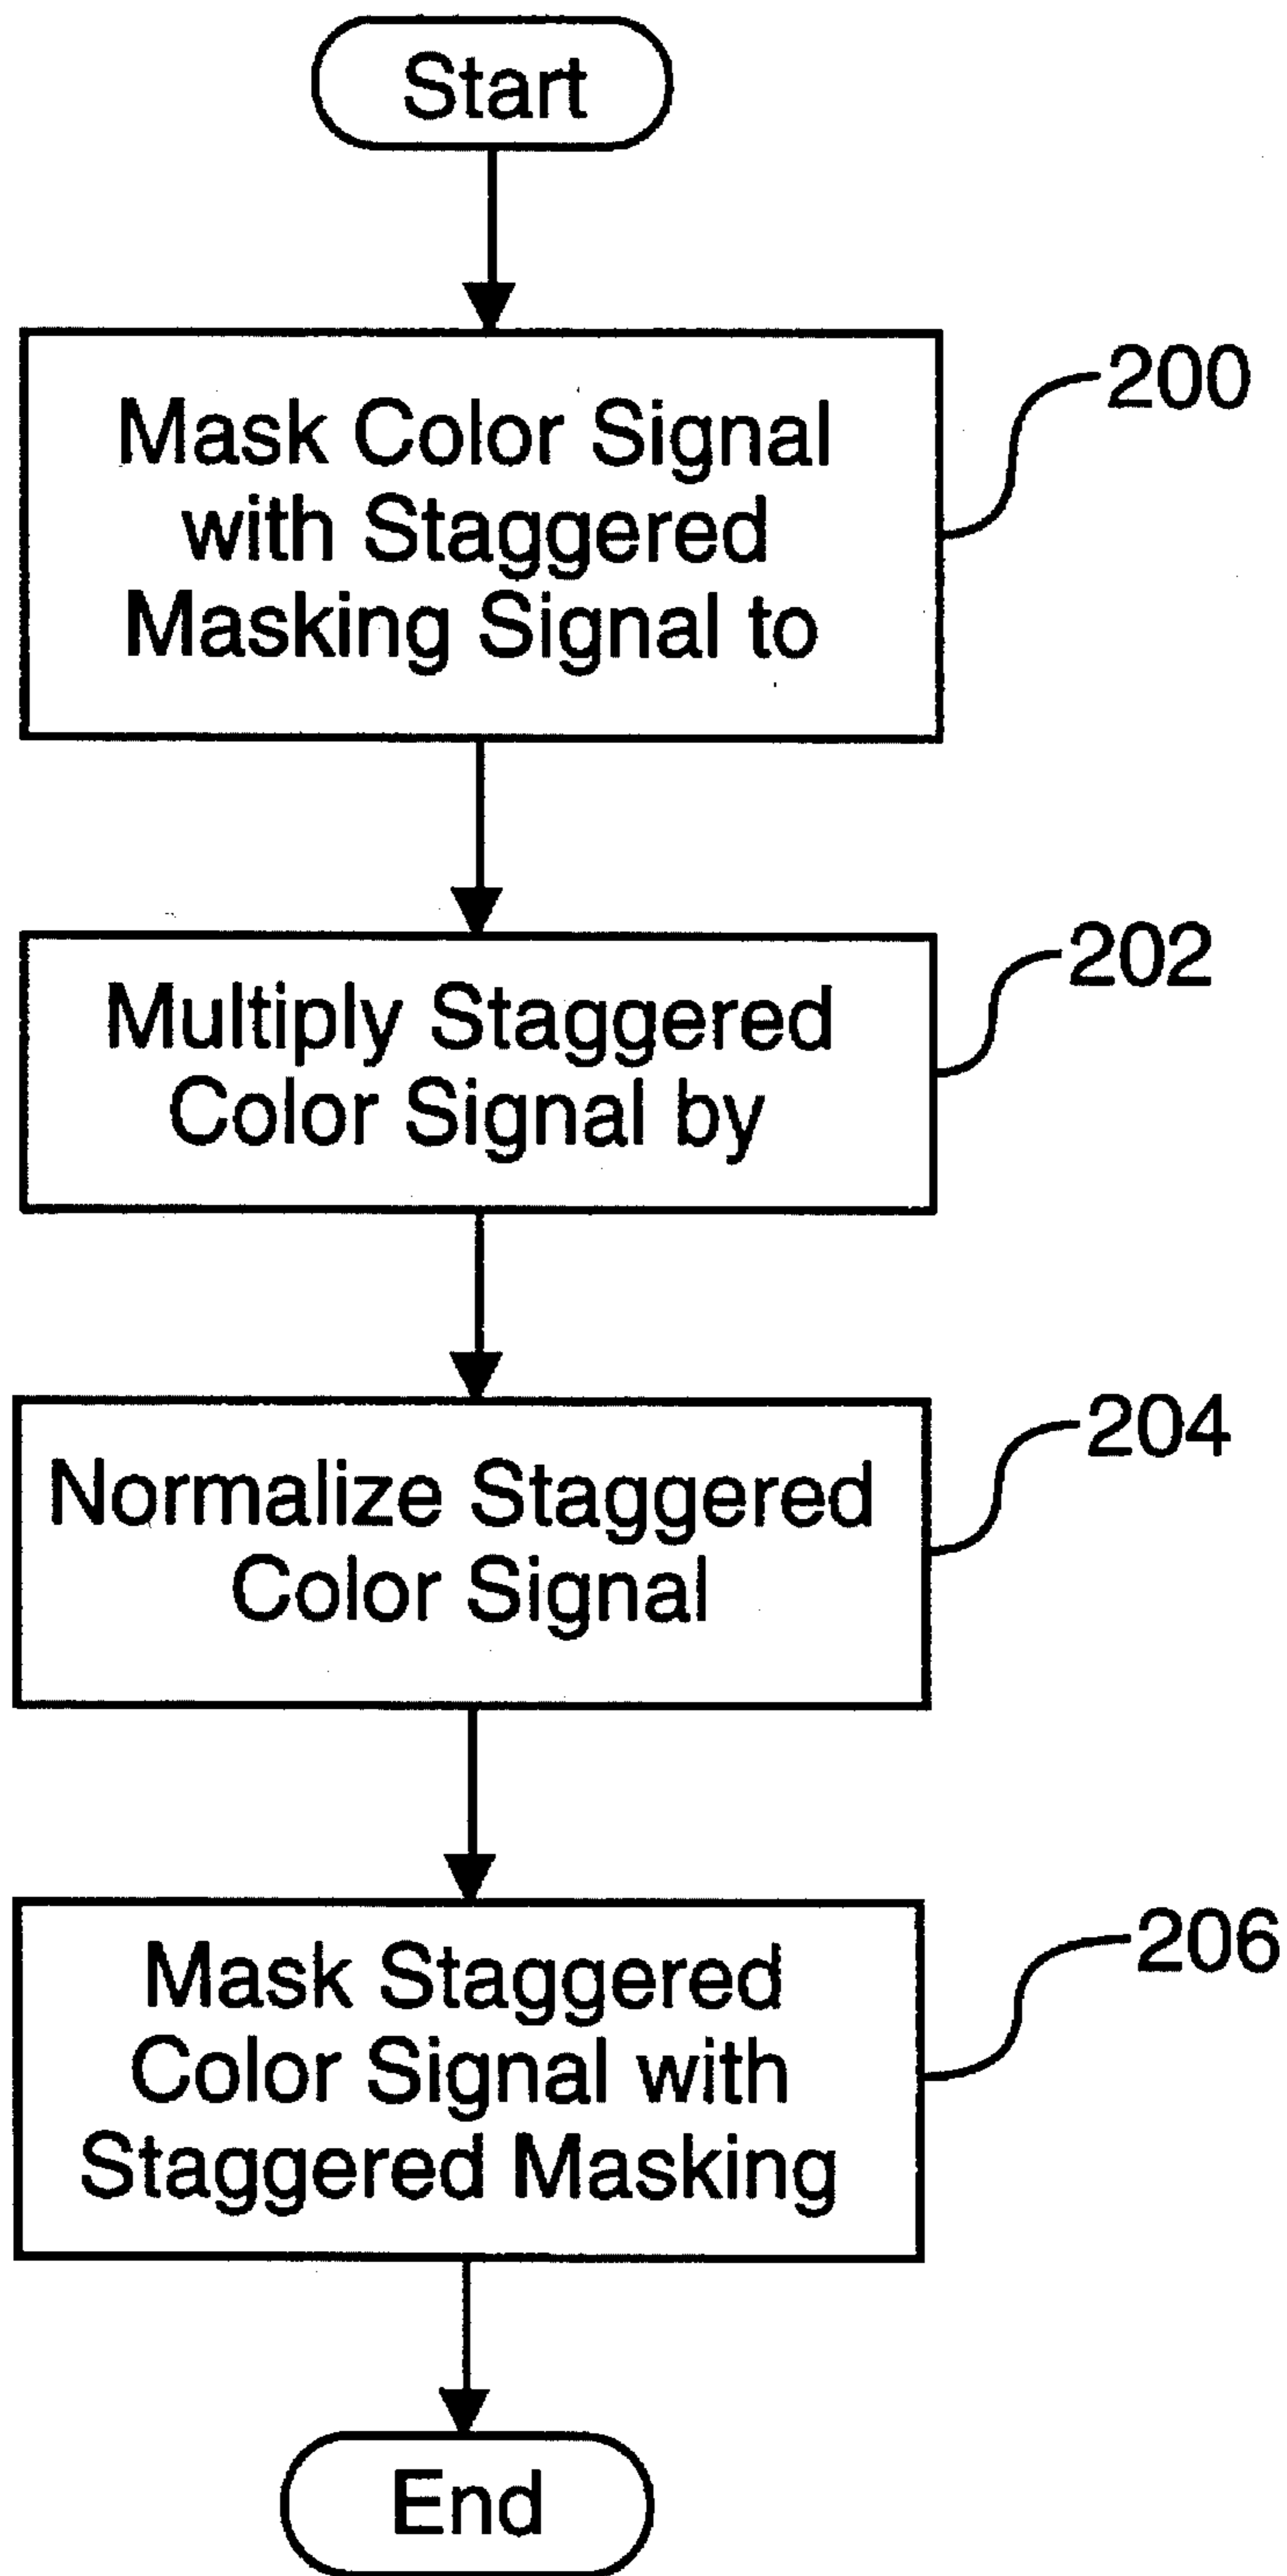 Start
Mask Color Signal
with Staggered
Masking Signal to
200
Multiply Staggered
Color Signal by
202
Normalize Staggered
Color Signal
204
Mask Staggered
Color Signal with
Staggered Masking
206
End